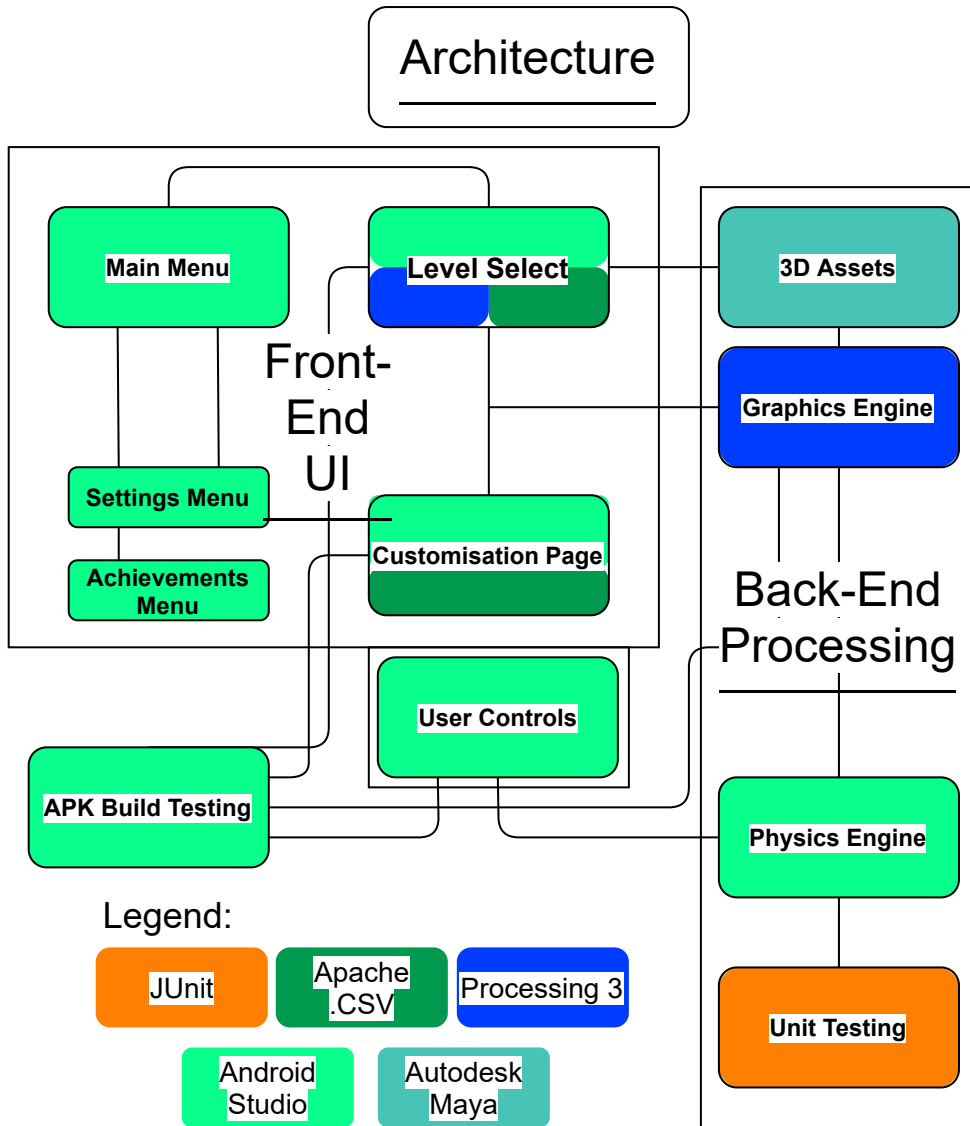 Architecture
Main Menu
Level Select
3D Assets
Front-
End
UI
Graphics Engine
Settings Menu
Customisation Page
Achievements
Menu
Back-End
Processing
User Controls
APK Build Testing
Physics Engine
Legend:
JUnit
Apache
.CSV
Processing 3
Unit Testing
Android
Studio
Autodesk
Maya